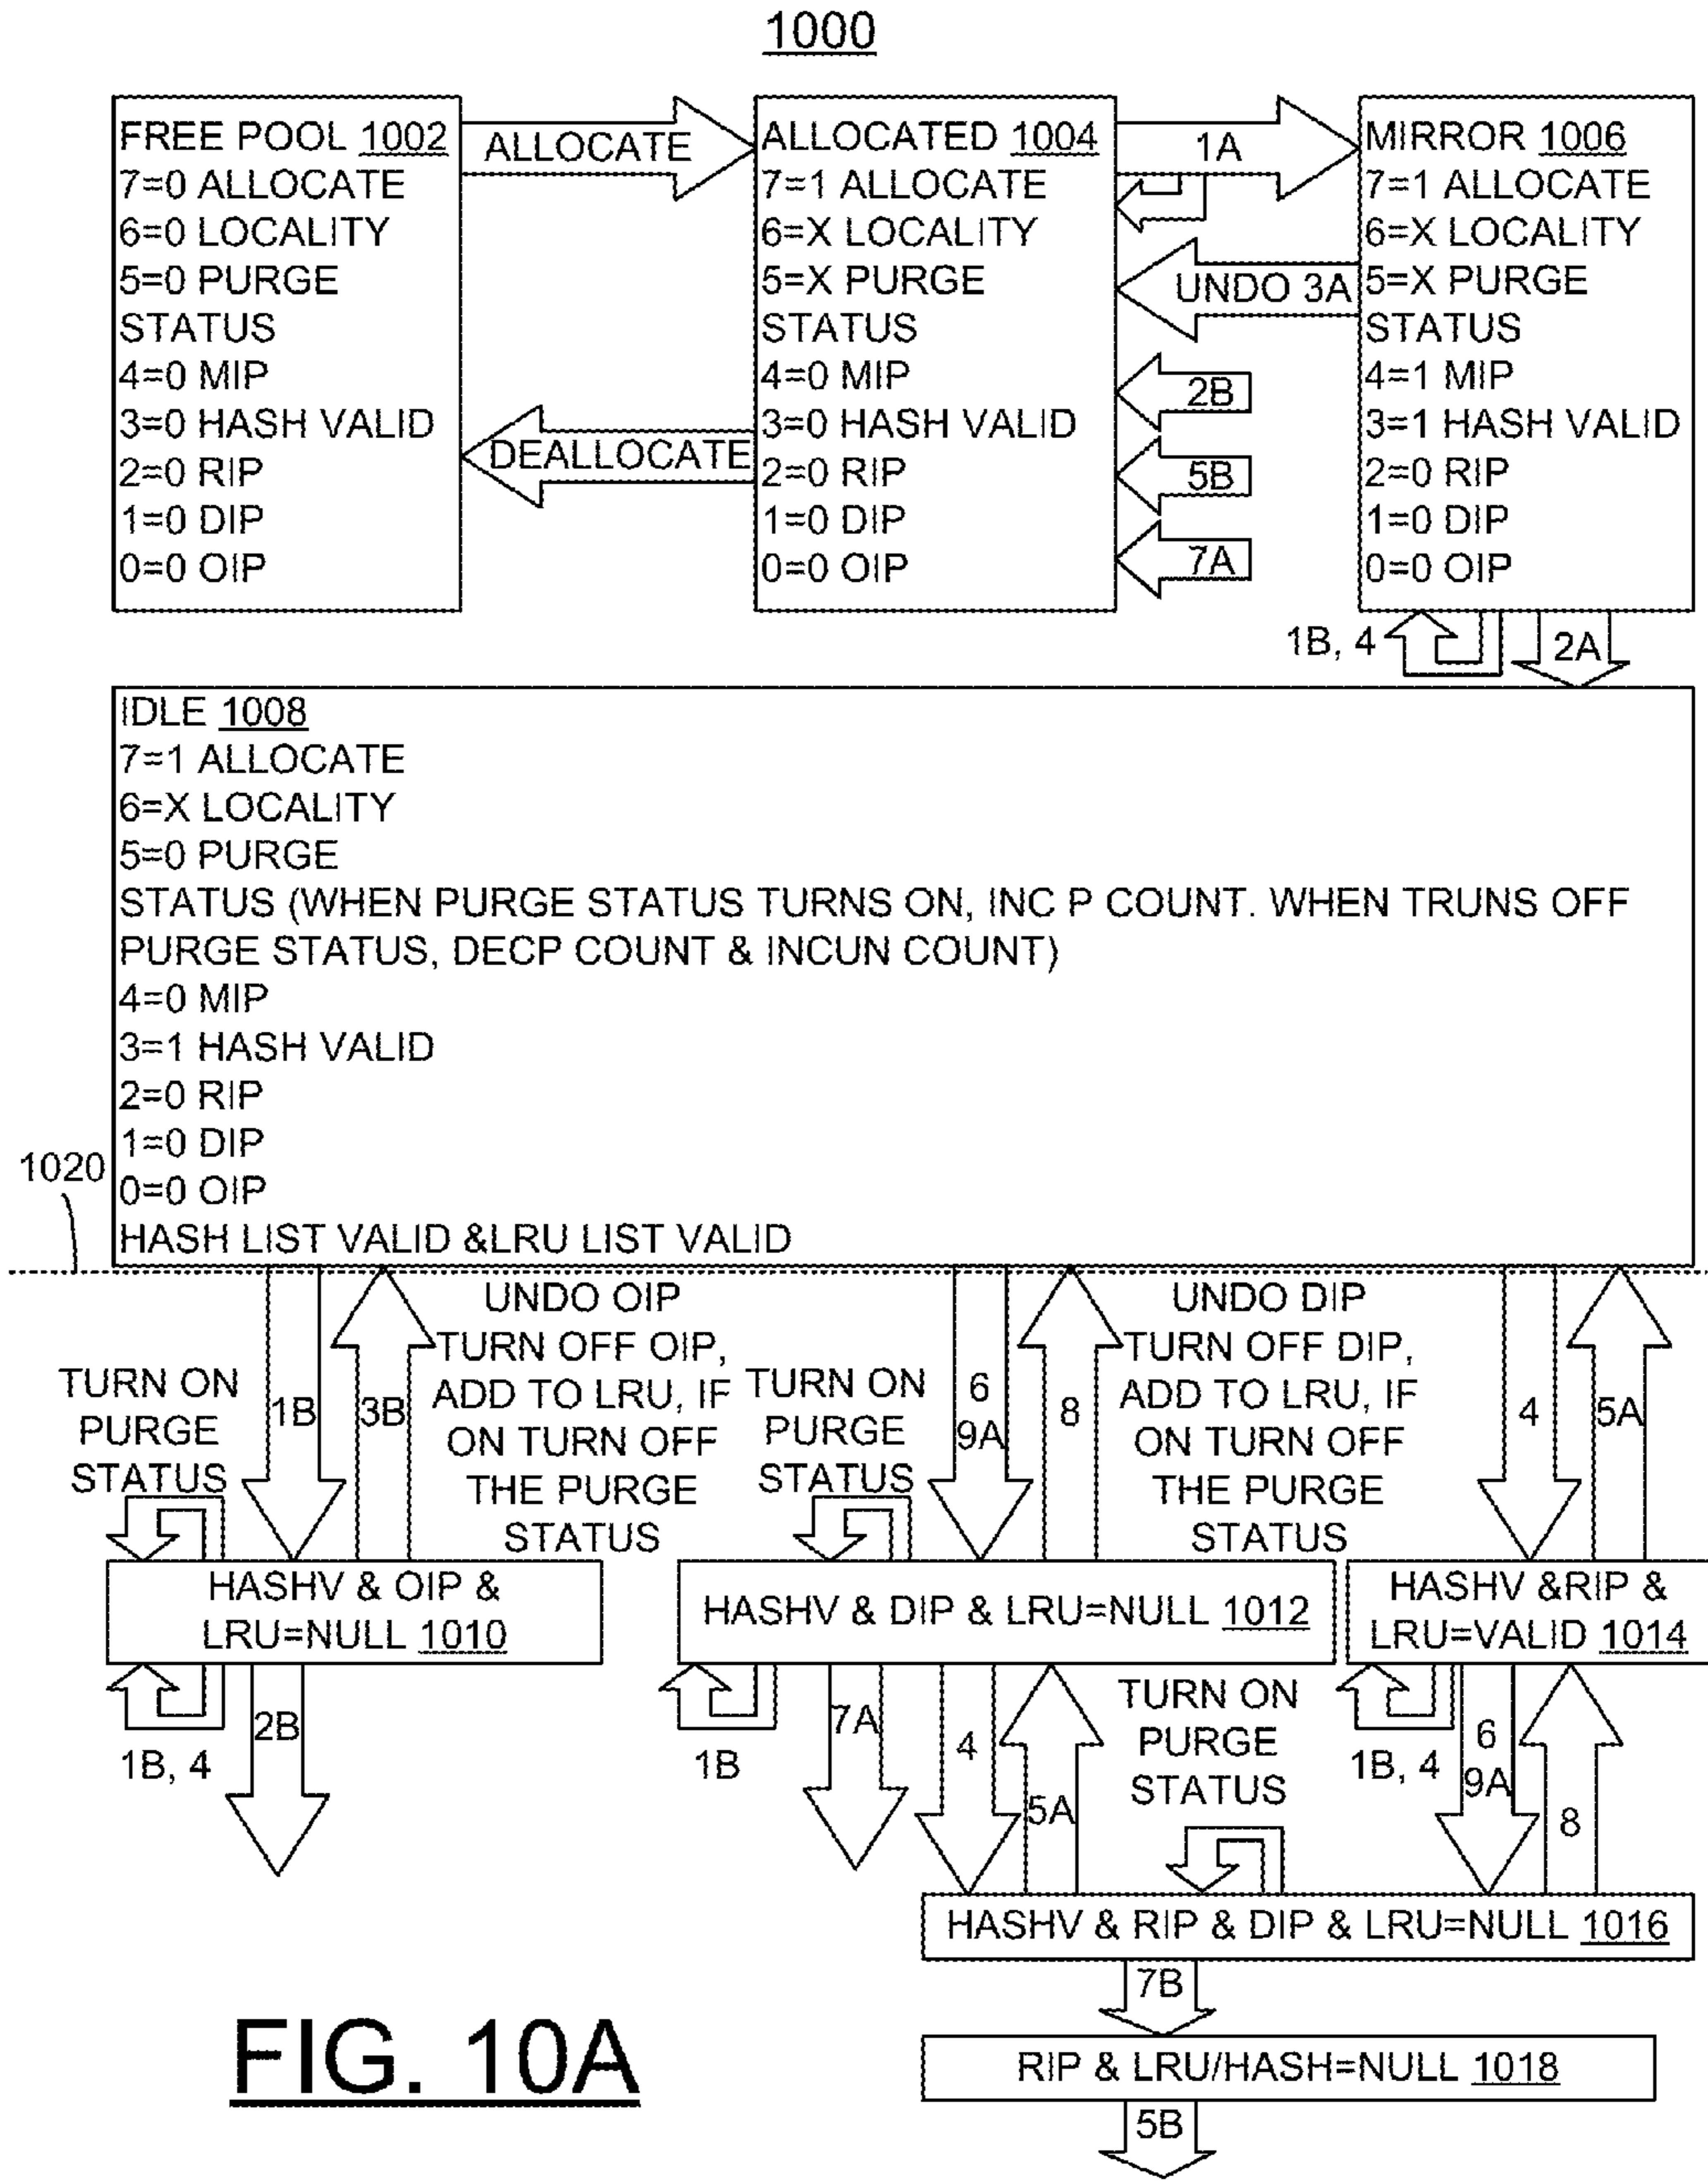 1000
FREE POOL 1002
7=0 ALLOCATE
6=0 LOCALITY
5=0 PURGE
STATUS
4=0 MIP
3=0 HASH VALID
2=0 RIP
1=0 DIP
0=0 OIP
ALLOCATE
DEALLOCATE
ALLOCATED 1004
7=1 ALLOCATE
6=X LOCALITY
5=X PURGE
STATUS
4=0 MIP
3=0 HASH VALID
2=0 RIP
1=0 DIP
0=0 OIP
1A
UNDO 3A
2B
5B
7A
MIRROR 1006
7=1 ALLOCATE
6=X LOCALITY
5=X PURGE
STATUS
4=1 MIP
3=1 HASH VALID
2=0 RIP
1=0 DIP
0=0 OIP
1B, 4
2A
IDLE 1008
7=1 ALLOCATE
6=X LOCALITY
5=0 PURGE
STATUS (WHEN PURGE STATUS TURNS ON, INC P COUNT. WHEN TRUNS OFF
PURGE STATUS, DECP COUNT & INCUN COUNT)
4=0 MIP
3=1 HASH VALID
2=0 RIP
1=0 DIP
0=0 OIP
HASH LIST VALID &LRU LIST VALID
1020
TURN ON
PURGE
STATUS
1B
3B
UNDO OIP
TURN OFF OIP,
ADD TO LRU, IF
ON TURN OFF
THE PURGE
STATUS
TURN ON
PURGE
STATUS
6
9A
8
UNDO DIP
TURN OFF DIP,
ADD TO LRU, IF
ON TURN OFF
THE PURGE
STATUS
4
5A
HASHV & OIP &
LRU=NULL 1010
HASHV & DIP & LRU=NULL 1012
HASHV &RIP &
LRU=VALID 1014
1B, 4
2B
1B
7A
4
5A
TURN ON
PURGE
STATUS
1B, 4
6
9A
8
HASHV & RIP & DIP & LRU=NULL 1016
7B
RIP & LRU/HASH=NULL 1018
5B
FIG. 10A